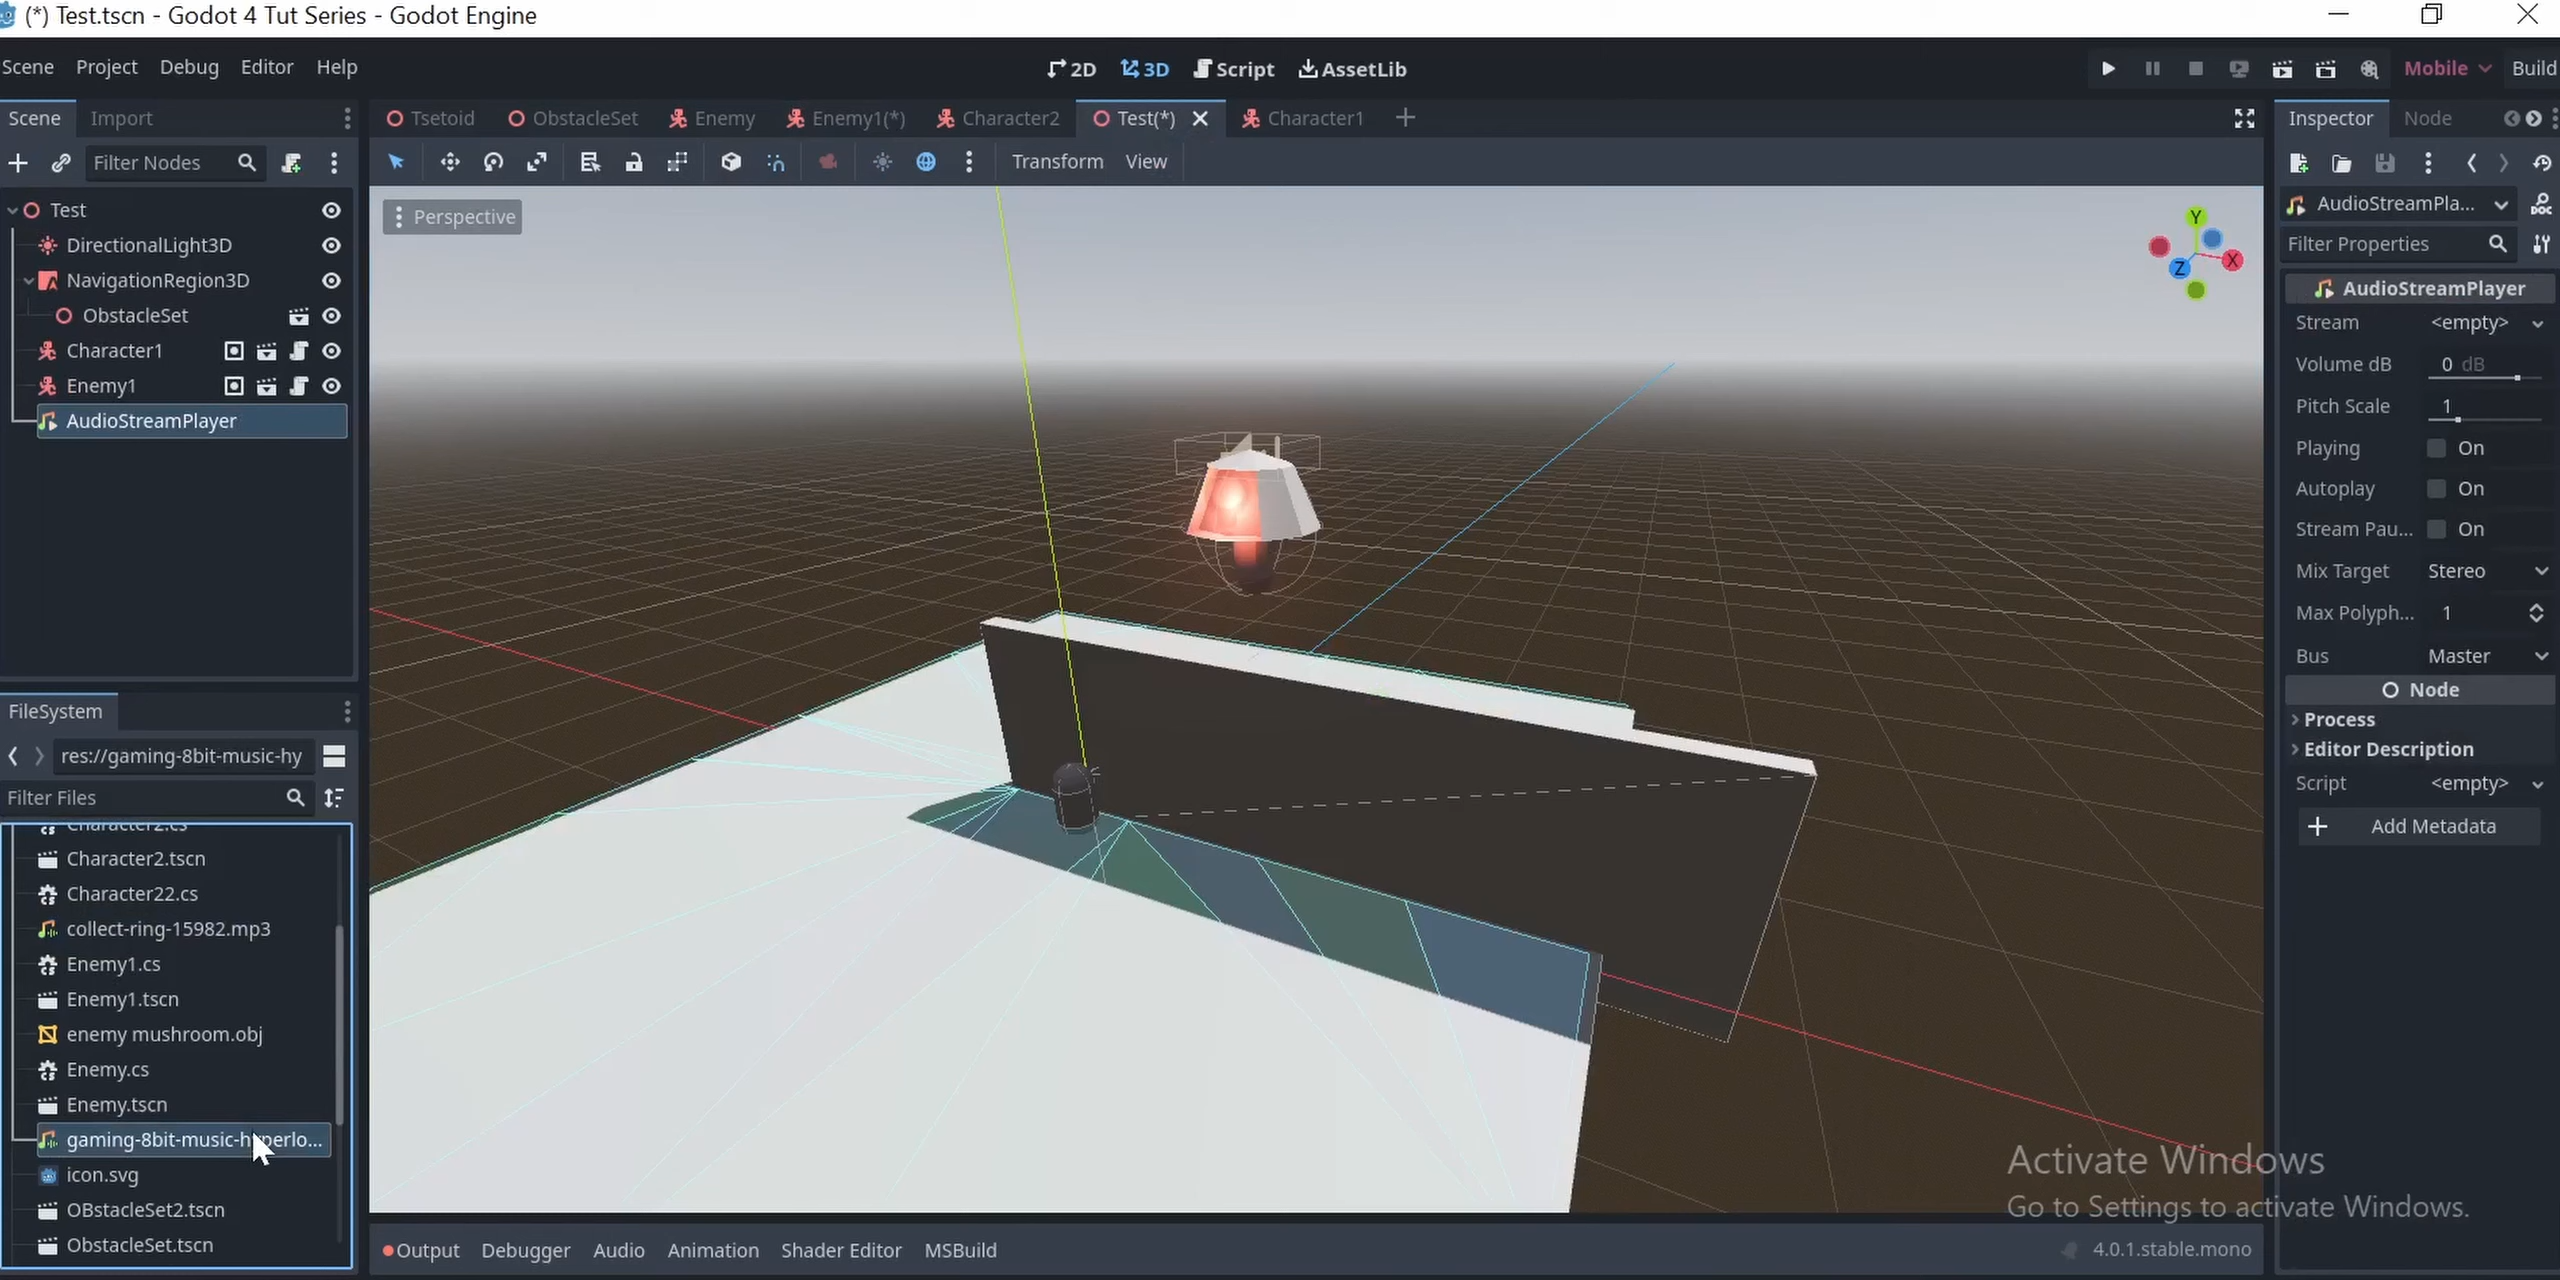 (*) Test.tscn - Godot 4 Tut Series - Godot Engine
Scene Project Debug Editor Help
2D 3D Script AssetLib
Mobile Build
Scene Import
Tsetoid ObstacleSet Enemy Enemy1(*) Character2 Test(*) Character1
Inspector Node
Filter Nodes
Transform View
Test
DirectionalLight3D
NavigationRegion3D
ObstacleSet
Character1
Enemy1
AudioStreamPlayer
Perspective
Y
X
Z
AudioStreamPla...
DOC
Filter Properties
AudioStreamPlayer
Stream <empty>
Volume dB 0 dB
Pitch Scale 1
Playing On
Autoplay On
Stream Pau... On
Mix Target Stereo
Max Polyph... 1
Bus Master
Node
Process
Editor Description
Script <empty>
Add Metadata
FileSystem
res://gaming-8bit-music-hy
Filter Files
Character2.cs
Character2.tscn
Character22.cs
collect-ring-15982.mp3
Enemy1.cs
Enemy1.tscn
enemy mushroom.obj
Enemy.cs
Enemy.tscn
gaming-8bit-music-hyperlo...
icon.svg
OBstacleSet2.tscn
ObstacleSet.tscn
Activate Windows
Go to Settings to activate Windows.
Output Debugger Audio Animation Shader Editor MSBuild
4.0.1.stable.mono